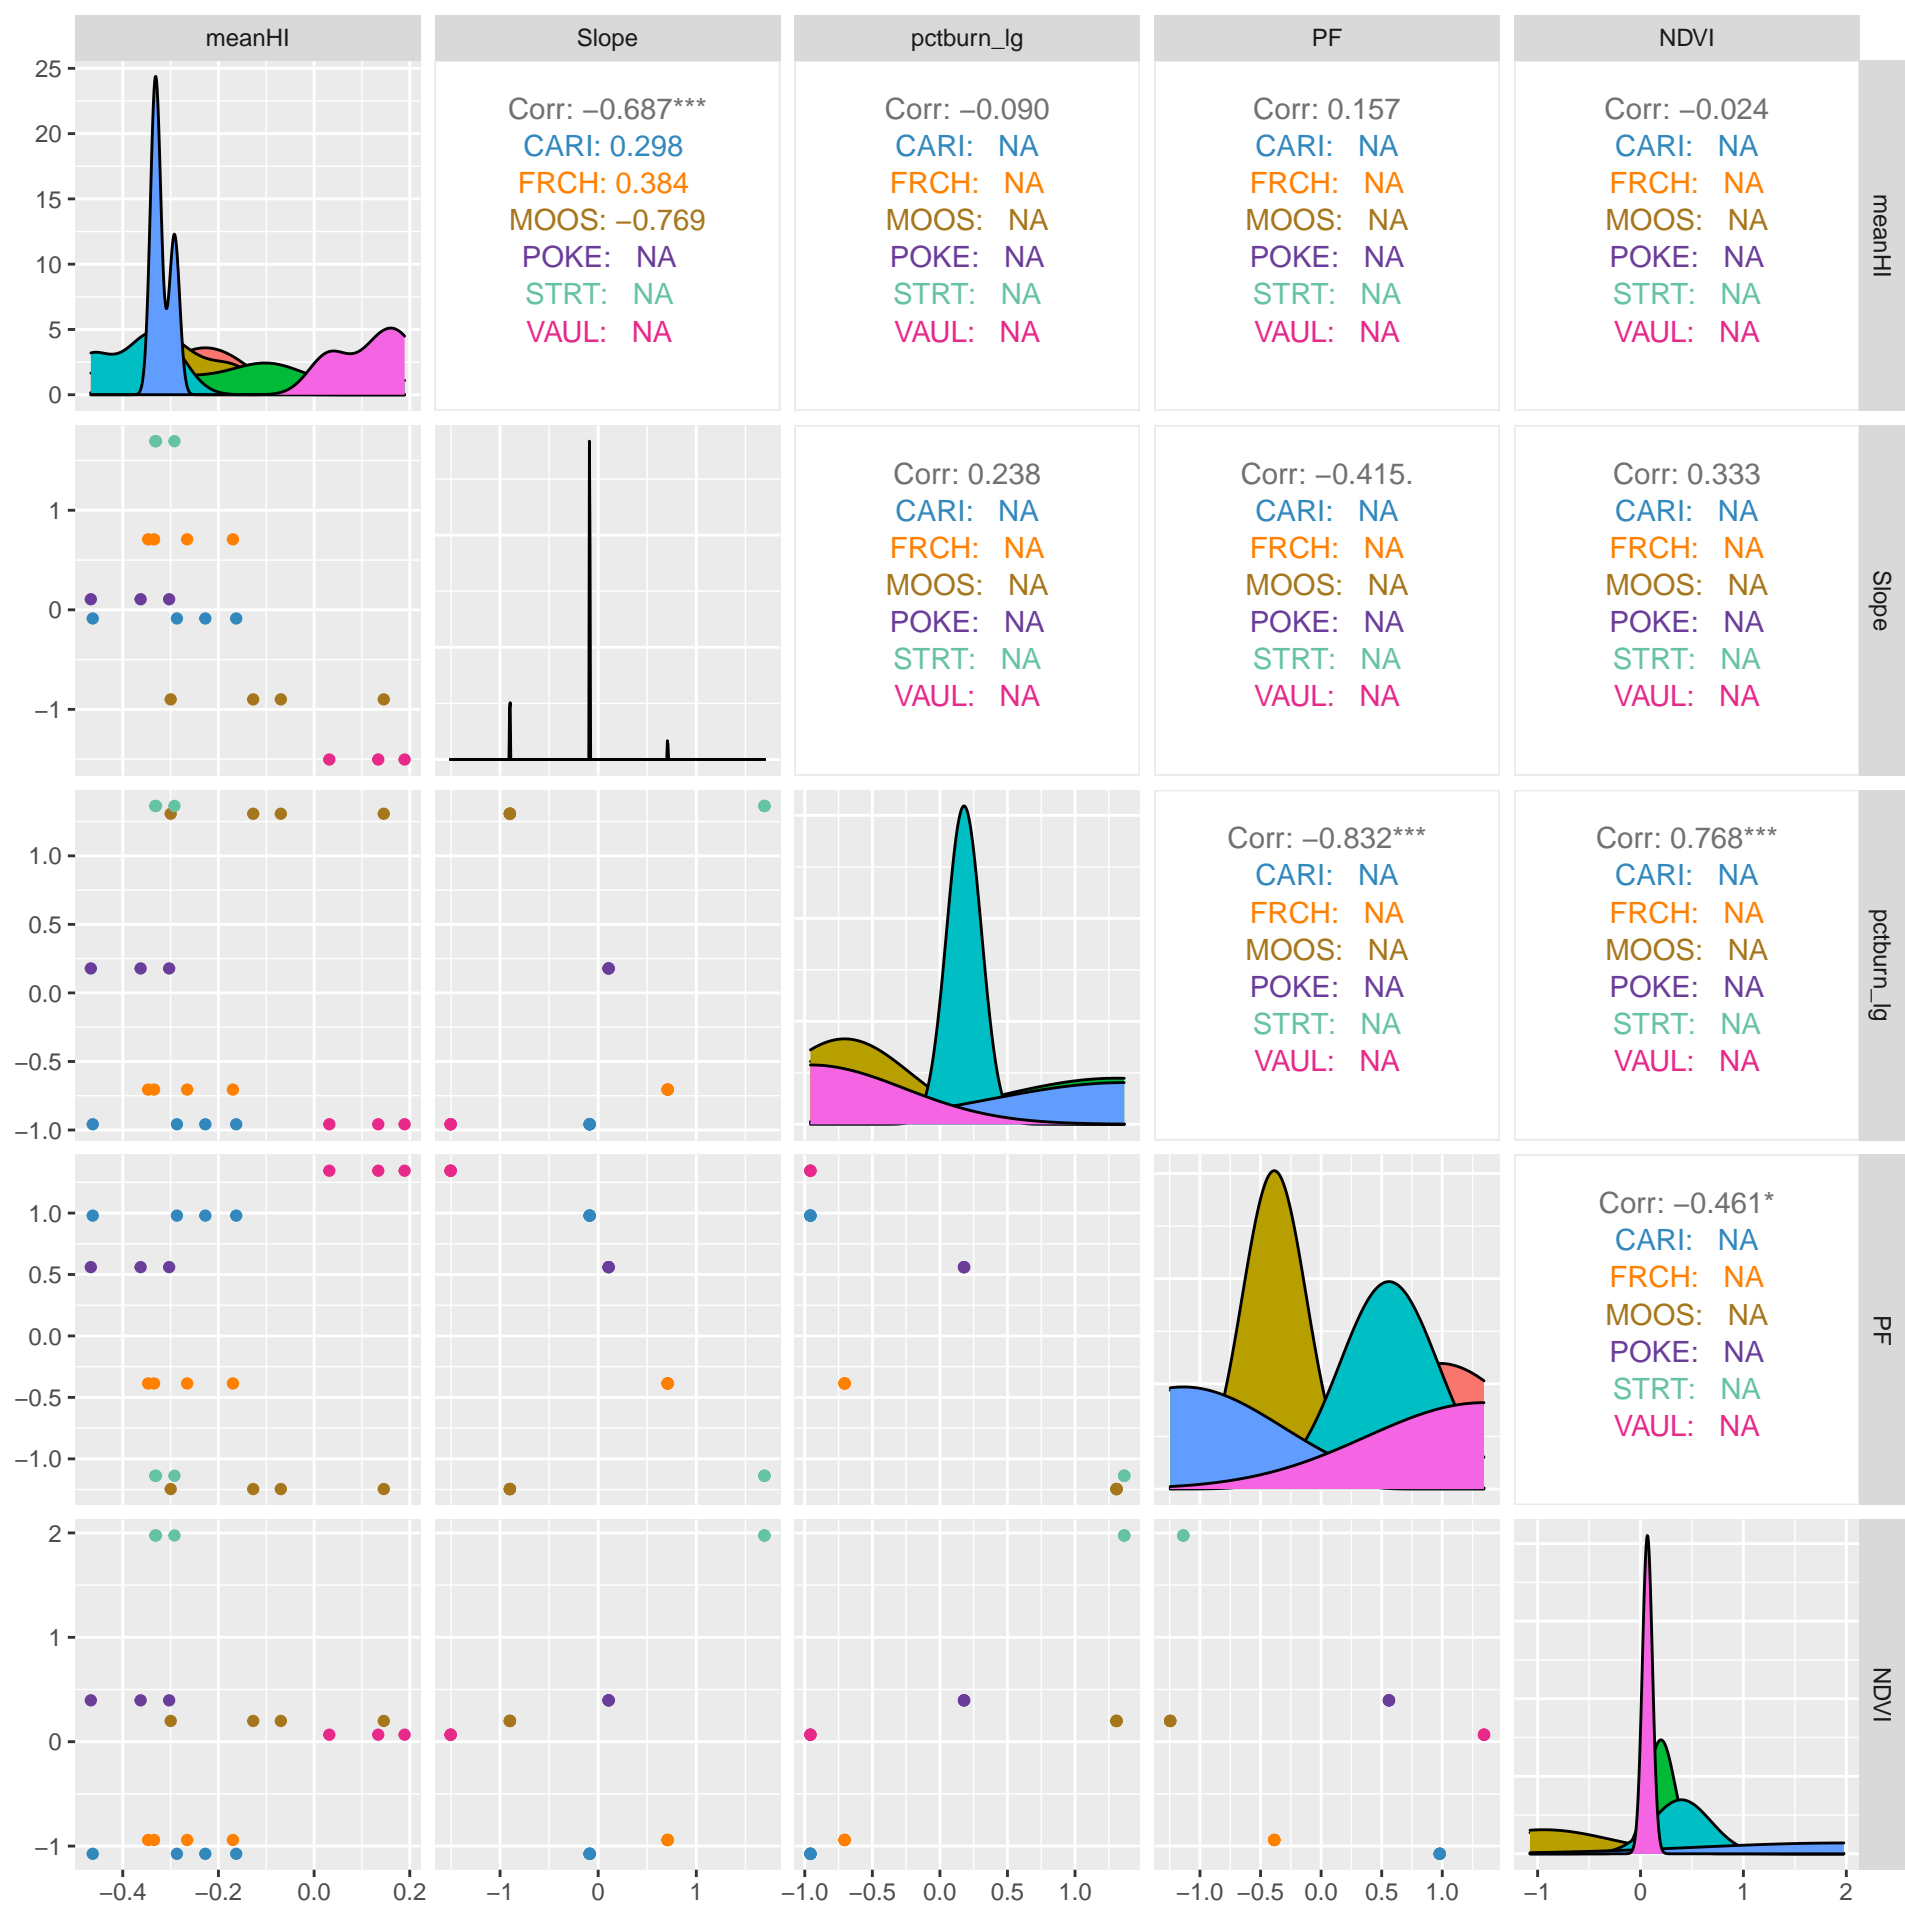 meanHI
Slope
pctburn_lg
PF
NDVI
25
20
15
10
5
0
Corr: −0.687***
CARI: 0.298
FRCH: 0.384
MOOS: −0.769
POKE: NA
STRT: NA
VAUL: NA
Corr: −0.090
CARI: NA
FRCH: NA
MOOS: NA
POKE: NA
STRT: NA
VAUL: NA
Corr: 0.157
CARI: NA
FRCH: NA
MOOS: NA
POKE: NA
STRT: NA
VAUL: NA
Corr: −0.024
CARI: NA
FRCH: NA
MOOS: NA
POKE: NA
STRT: NA
VAUL: NA
meanHI
1
0
−1
Corr: 0.238
CARI: NA
FRCH: NA
MOOS: NA
POKE: NA
STRT: NA
VAUL: NA
Corr: −0.415.
CARI: NA
FRCH: NA
MOOS: NA
POKE: NA
STRT: NA
VAUL: NA
Corr: 0.333
CARI: NA
FRCH: NA
MOOS: NA
POKE: NA
STRT: NA
VAUL: NA
Slope
1.0
0.5
0.0
−0.5
−1.0
Corr: −0.832***
CARI: NA
FRCH: NA
MOOS: NA
POKE: NA
STRT: NA
VAUL: NA
Corr: 0.768***
CARI: NA
FRCH: NA
MOOS: NA
POKE: NA
STRT: NA
VAUL: NA
pctburn_lg
1.0
0.5
0.0
−0.5
−1.0
Corr: −0.461*
CARI: NA
FRCH: NA
MOOS: NA
POKE: NA
STRT: NA
VAUL: NA
PF
2
1
0
−1
NDVI
−0.4 −0.2 0.0 0.2
−1 0 1
−1.0 −0.5 0.0 0.5 1.0
−1.0 −0.5 0.0 0.5 1.0
−1 0 1 2